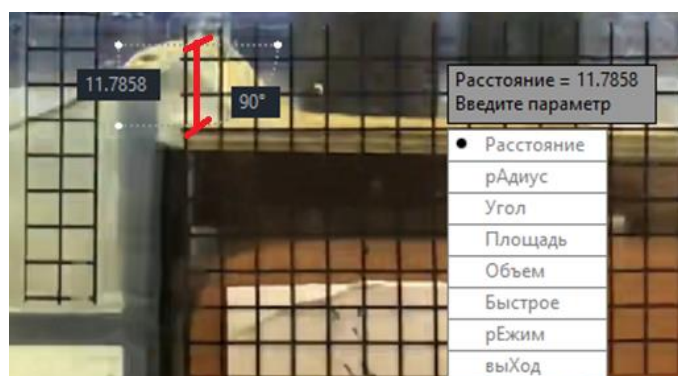 11.7858
90°
Расстояние = 11.7858
Введите параметр
Расстояние
рАдиус
Угол
Площадь
Объем
Быстрое
рЕжим
выХод